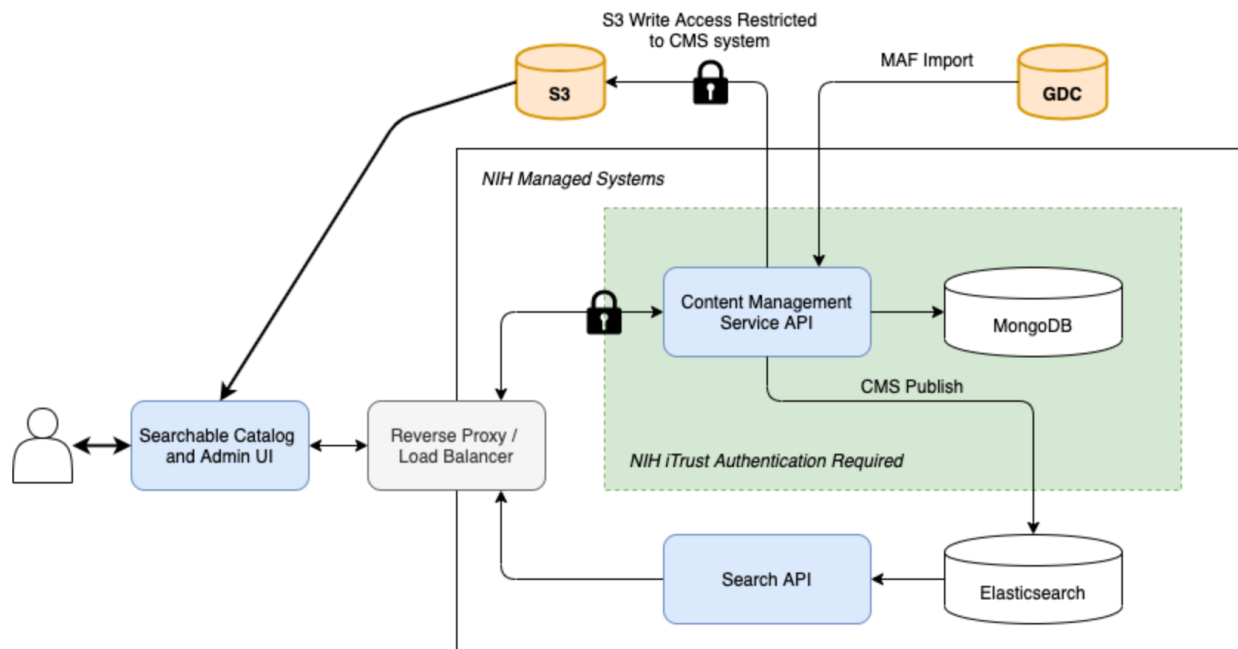 S3 Write Access Restricted
to CMS system
MAF Import
S3
GDC
NIH Managed Systems
Content Management
Service API
MongoDB
CMS Publish
Searchable Catalog
and Admin UI
Reverse Proxy /
Load Balancer
NIH iTrust Authentication Required
Search API
Elasticsearch